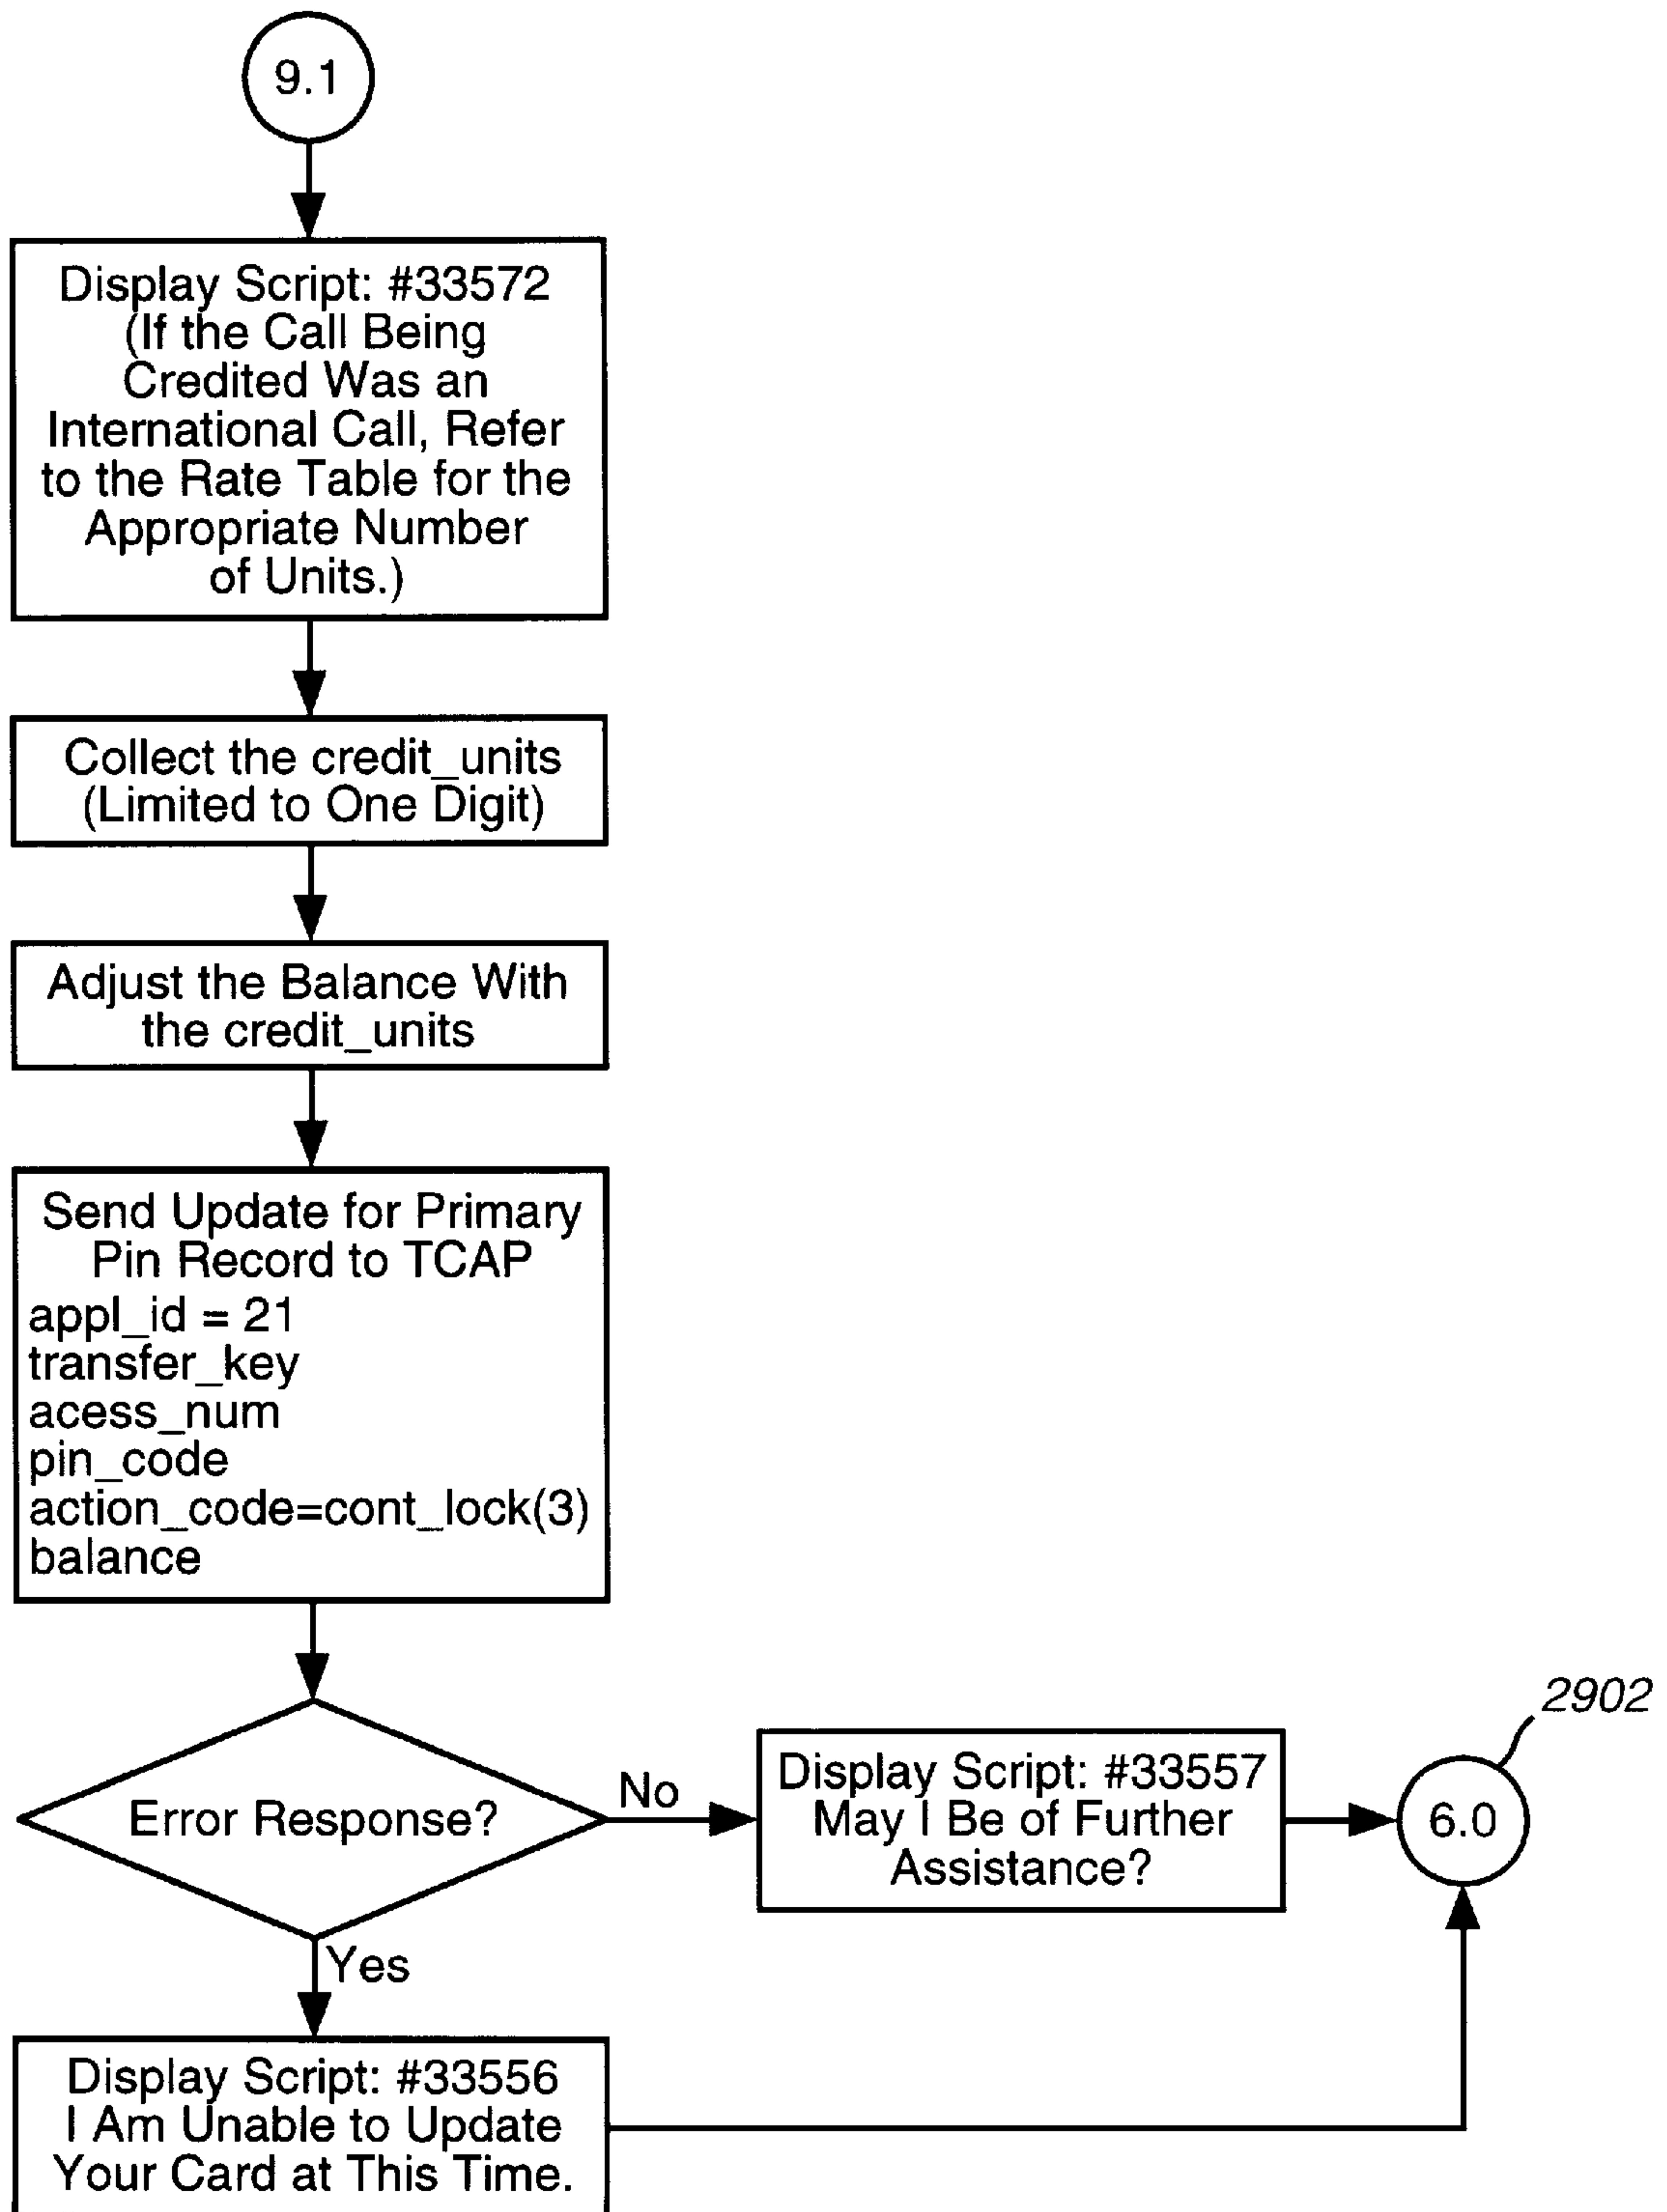 9.1
Display Script: #33572
(If the Call Being
Credited Was an
International Call, Refer
to the Rate Table for the
Appropriate Number
of Units.)
Collect the credit_units
(Limited to One Digit)
Adjust the Balance With
the credit_units
Send Update for Primary
Pin Record to TCAP
appl_id = 21
transfer_key
acess_num
pin_code
action_code=cont_lock(3)
balance
Error Response?
No
Display Script: #33557
May I Be of Further
Assistance?
2902
6.0
Yes
Display Script: #33556
I Am Unable to Update
Your Card at This Time.